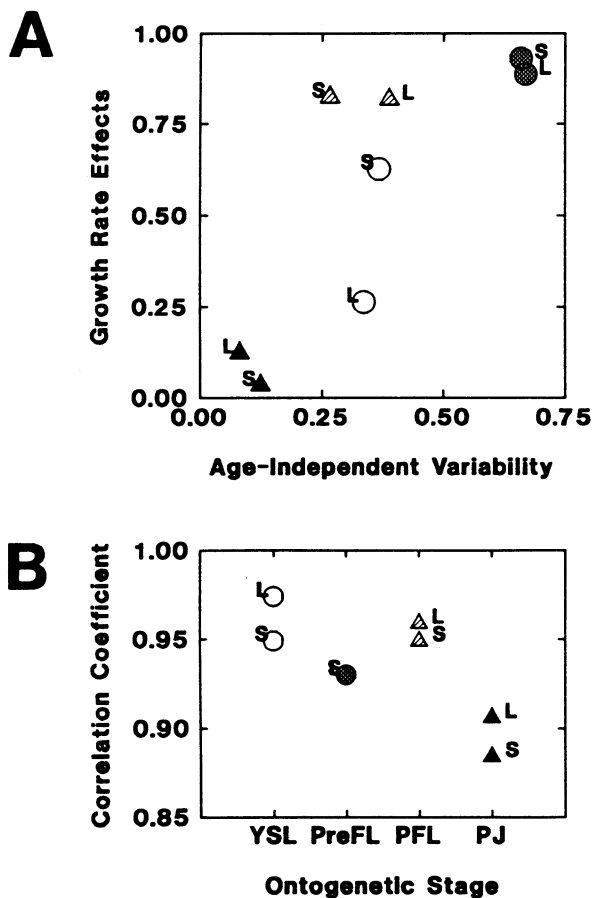 A
Growth Rate Effects
1.00
0.75
0.50
0.25
0.00
S
L
S
L
S
L
L
S
0.00 0.25 0.50 0.75
Age-Independent Variability
B
Correlation Coefficient
1.00
0.95
0.90
0.85
L
S
S
L
S
L
S
YSL PreFL PFL PJ
Ontogenetic Stage